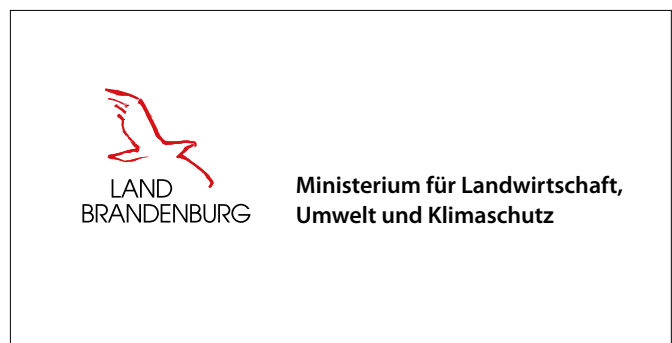 LAND
BRANDENBURG
Ministerium für Landwirtschaft,
Umwelt und Klimaschutz